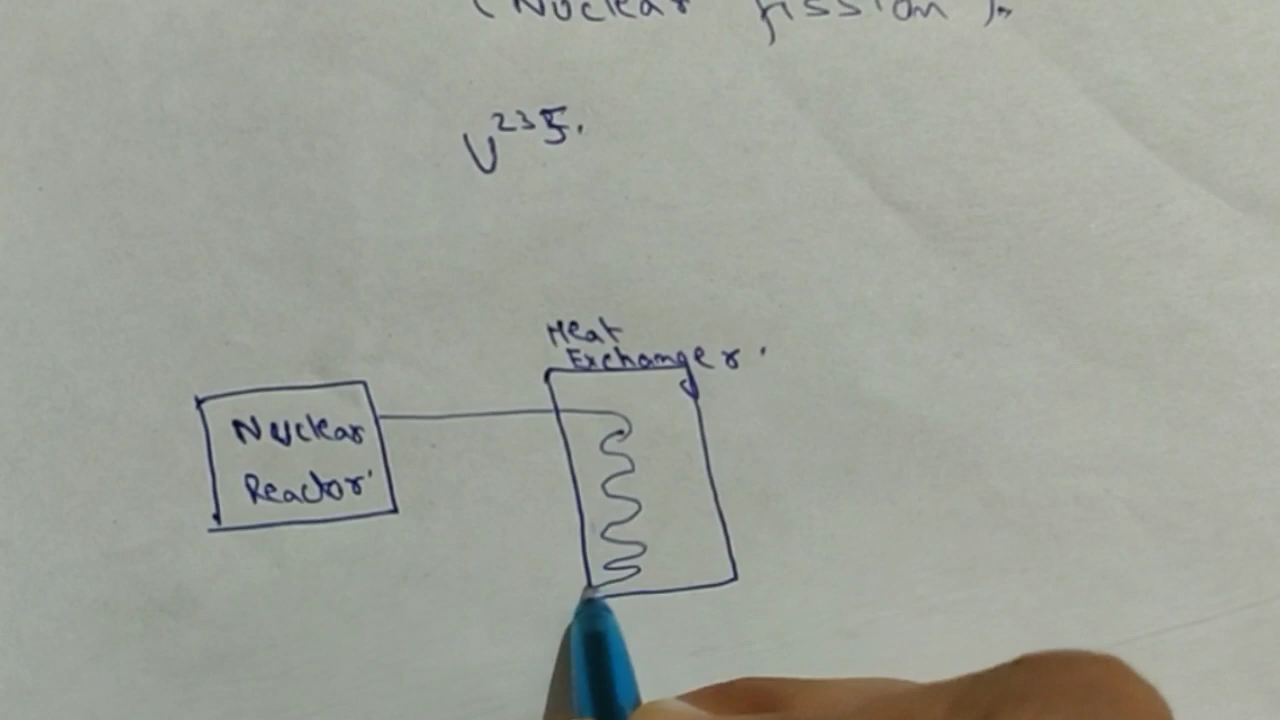 (Nuclear fission).
U²³⁵.
Heat
Exchanger.
Nuclear
Reactor